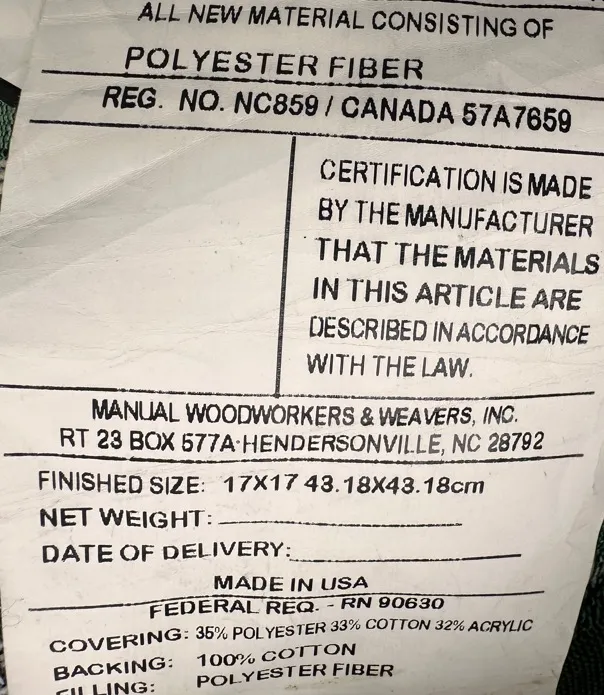 ALL NEW MATERIAL CONSISTING OF
POLYESTER FIBER
REG. NO. NC859 / CANADA 57A7659
CERTIFICATION IS MADE
BY THE MANUFACTURER
THAT THE MATERIALS
IN THIS ARTICLE ARE
DESCRIBED IN ACCORDANCE
WITH THE LAW.
MANUAL WOODWORKERS & WEAVERS, INC.
RT 23 BOX 577A·HENDERSONVILLE, NC 28792
FINISHED SIZE: 17X17 43.18X43.18cm
NET WEIGHT:
DATE OF DELIVERY:
MADE IN USA
FEDERAL REQ. - RN 90630
COVERING: 35% POLYESTER 33% COTTON 32% ACRYLIC
BACKING: 100% COTTON
FILLING: POLYESTER FIBER